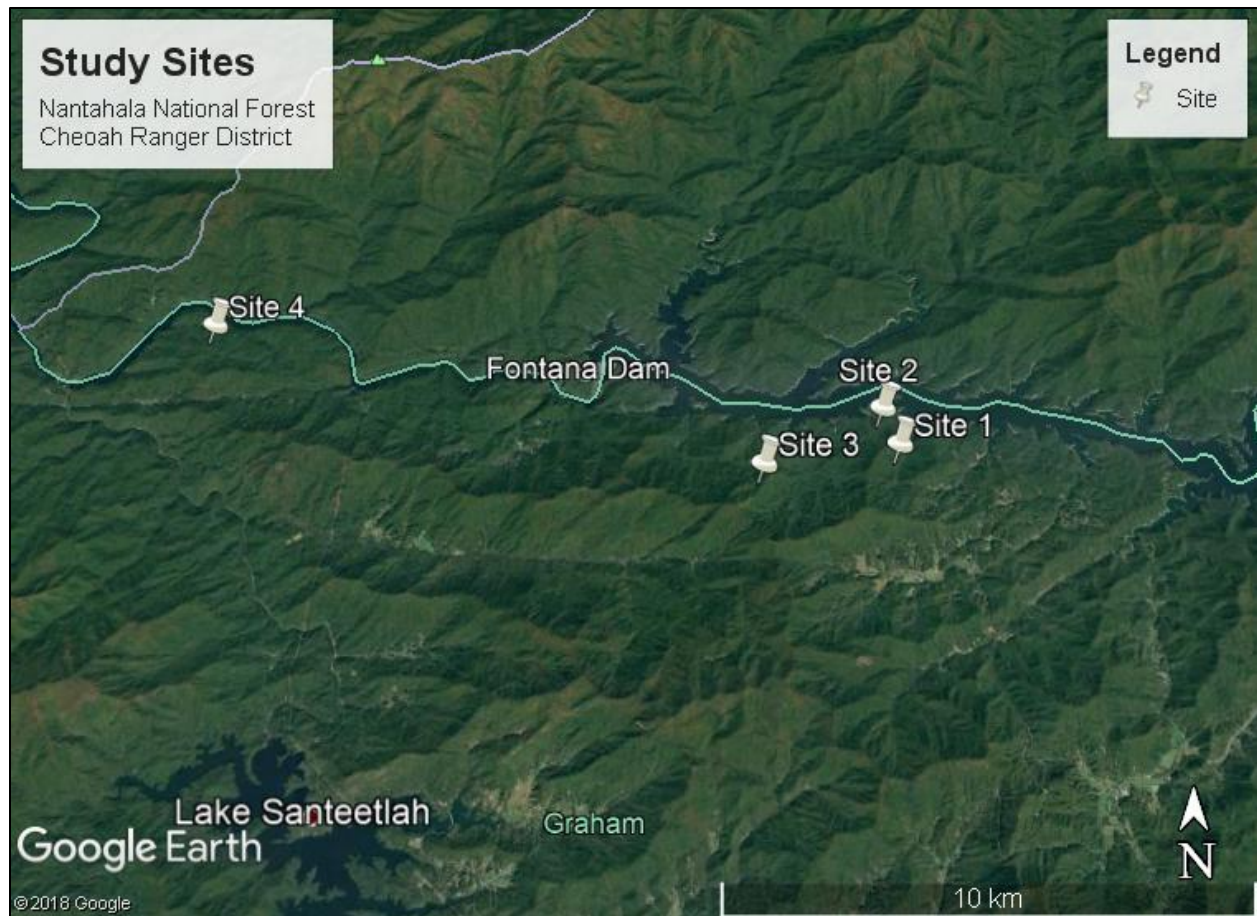 Study Sites
Nantahala National Forest
Cheoah Ranger District
Legend
Site
Site 4
Fontana Dam
Site 2
Site 1
Site 3
Lake Santeetlah
Graham
Google Earth
N
©2018 Google
10 km